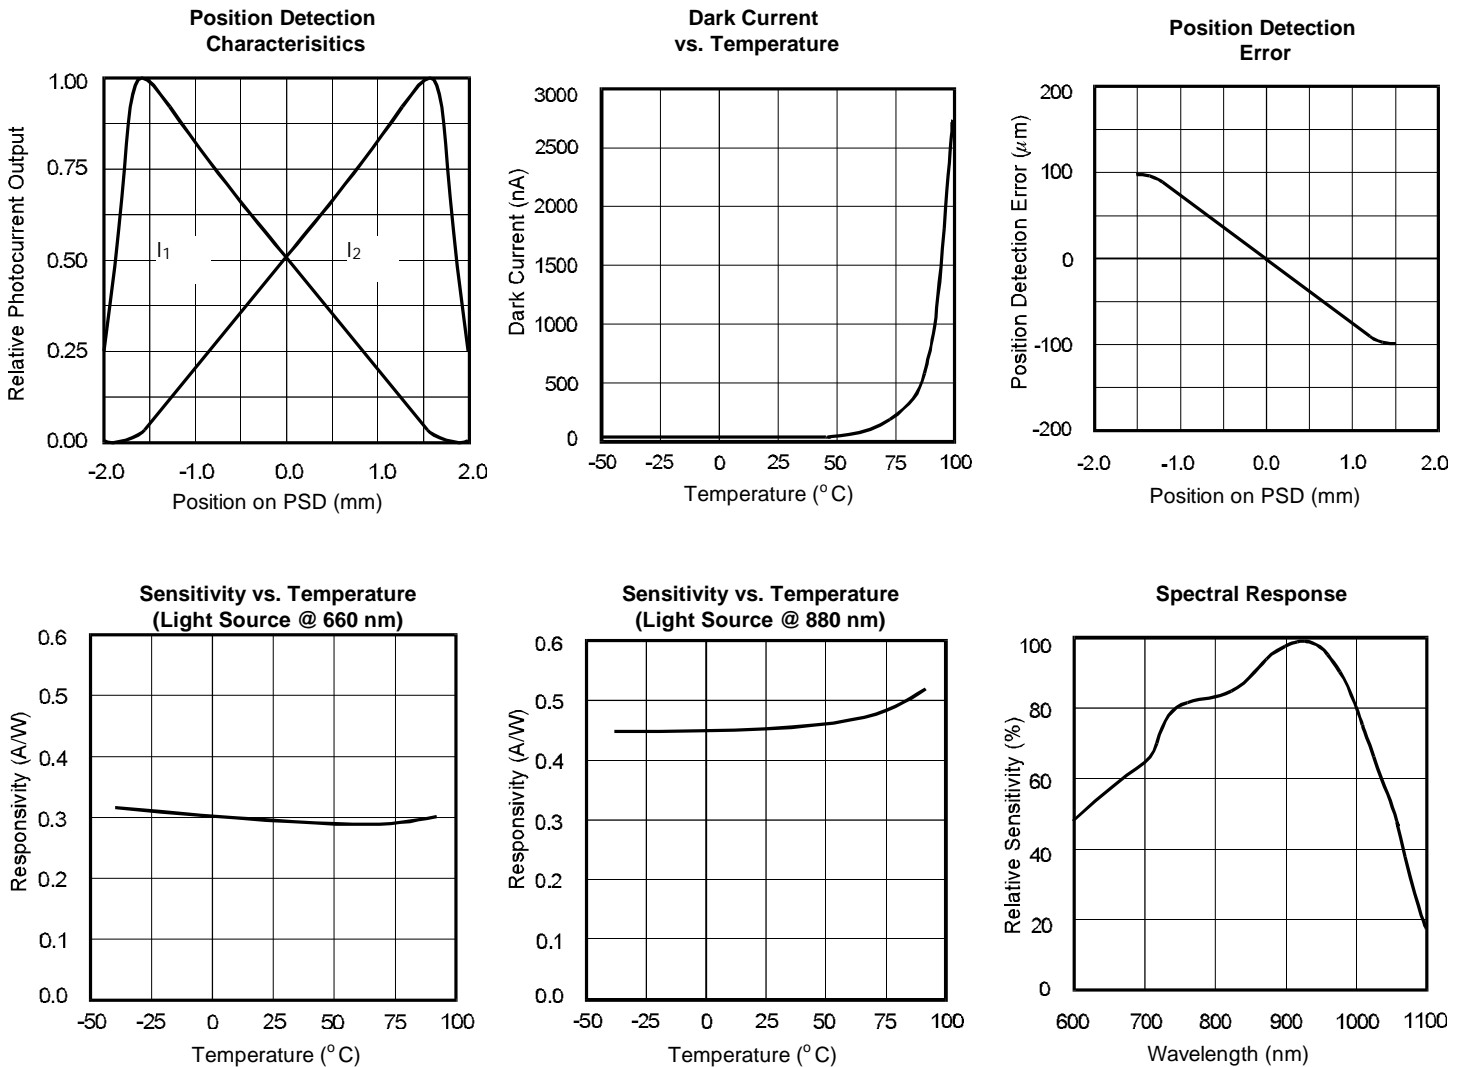 Position Detection
Characterisitics
1.00
0.75
0.50
0.25
0.00
Relative Photocurrent Output
I1
I2
-2.0 -1.0 0.0 1.0 2.0
Position on PSD (mm)
Dark Current
vs. Temperature
3000
2500
2000
1500
1000
500
0
Dark Current (nA)
-50 -25 0 25 50 75 100
Temperature (°C)
Position Detection
Error
200
100
0
-100
-200
Position Detection Error (μm)
-2.0 -1.0 0.0 1.0 2.0
Position on PSD (mm)
Sensitivity vs. Temperature
(Light Source @ 660 nm)
0.6
0.5
0.4
0.3
0.2
0.1
0.0
Responsivity (A/W)
-50 -25 0 25 50 75 100
Temperature (°C)
Sensitivity vs. Temperature
(Light Source @ 880 nm)
0.6
0.5
0.4
0.3
0.2
0.1
0.0
Responsivity (A/W)
-50 -25 0 25 50 75 100
Temperature (°C)
Spectral Response
100
80
60
40
20
0
Relative Sensitivity (%)
600 700 800 900 1000 1100
Wavelength (nm)